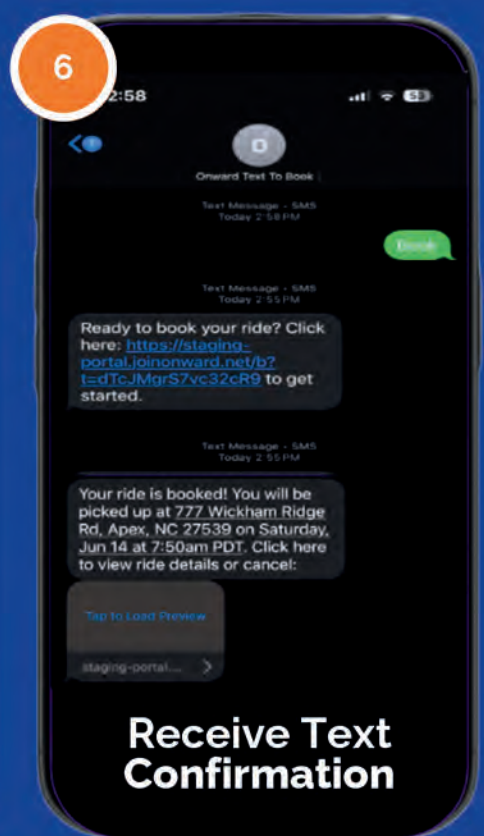 6
2:58
53
Onward Text To Book
Text Message - SMS
Today 2:58 PM
Book
Text Message - SMS
Today 2:55 PM
Ready to book your ride? Click
here: https://staging-
portal.joinonward.net/b?
t=dTcJMgrS7vc32cR9 to get
started.
Text Message - SMS
Today 2:55 PM
Your ride is booked! You will be
picked up at 777 Wickham Ridge
Rd, Apex, NC 27539 on Saturday,
Jun 14 at 7:50am PDT. Click here
to view ride details or cancel:
Tap to Load Preview
staging-portal....
Receive Text
Confirmation